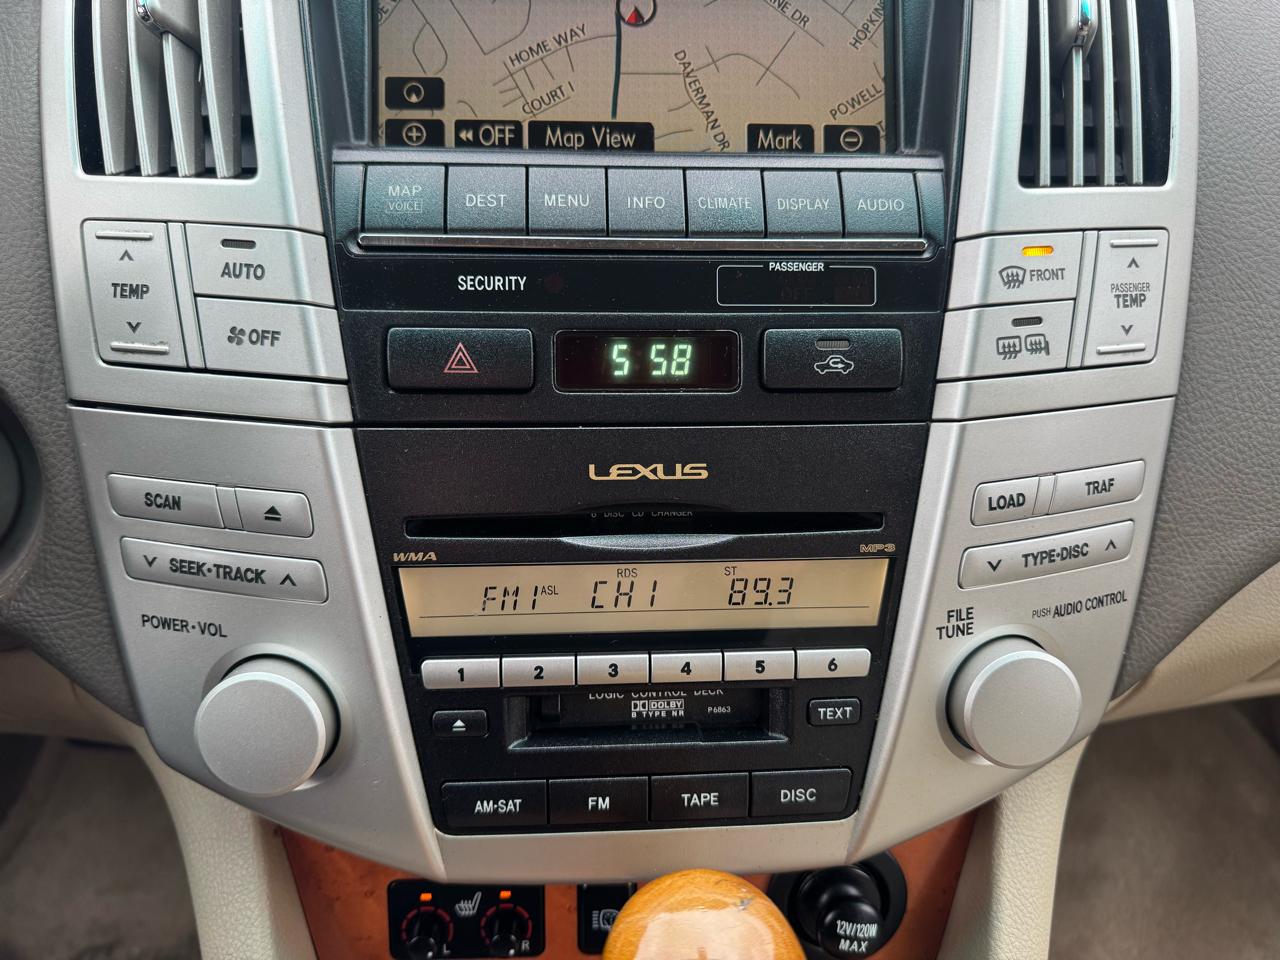 HOME WAY
COURT I
DAVERMAN DR
NE DR
HOPKIN
POWELL
OFF
Map View
Mark
MAP
VOICE
DEST
MENU
INFO
CLIMATE
DISPLAY
AUDIO
SECURITY
PASSENGER
TEMP
AUTO
OFF
5 58
FRONT
PASSENGER
TEMP
LEXUS
SCAN
LOAD
TRAF
6 DISC CD CHANGER
WMA
MP3
SEEK•TRACK
TYPE•DISC
FM1 ASL RDS CH1 ST 89.3
POWER•VOL
FILE
TUNE
PUSH AUDIO CONTROL
1 2 3 4 5 6
LOGIC CONTROL DECK
DOLBY
B TYPE NR
P6863
TEXT
AM•SAT
FM
TAPE
DISC
L
R
12V/120W
MAX